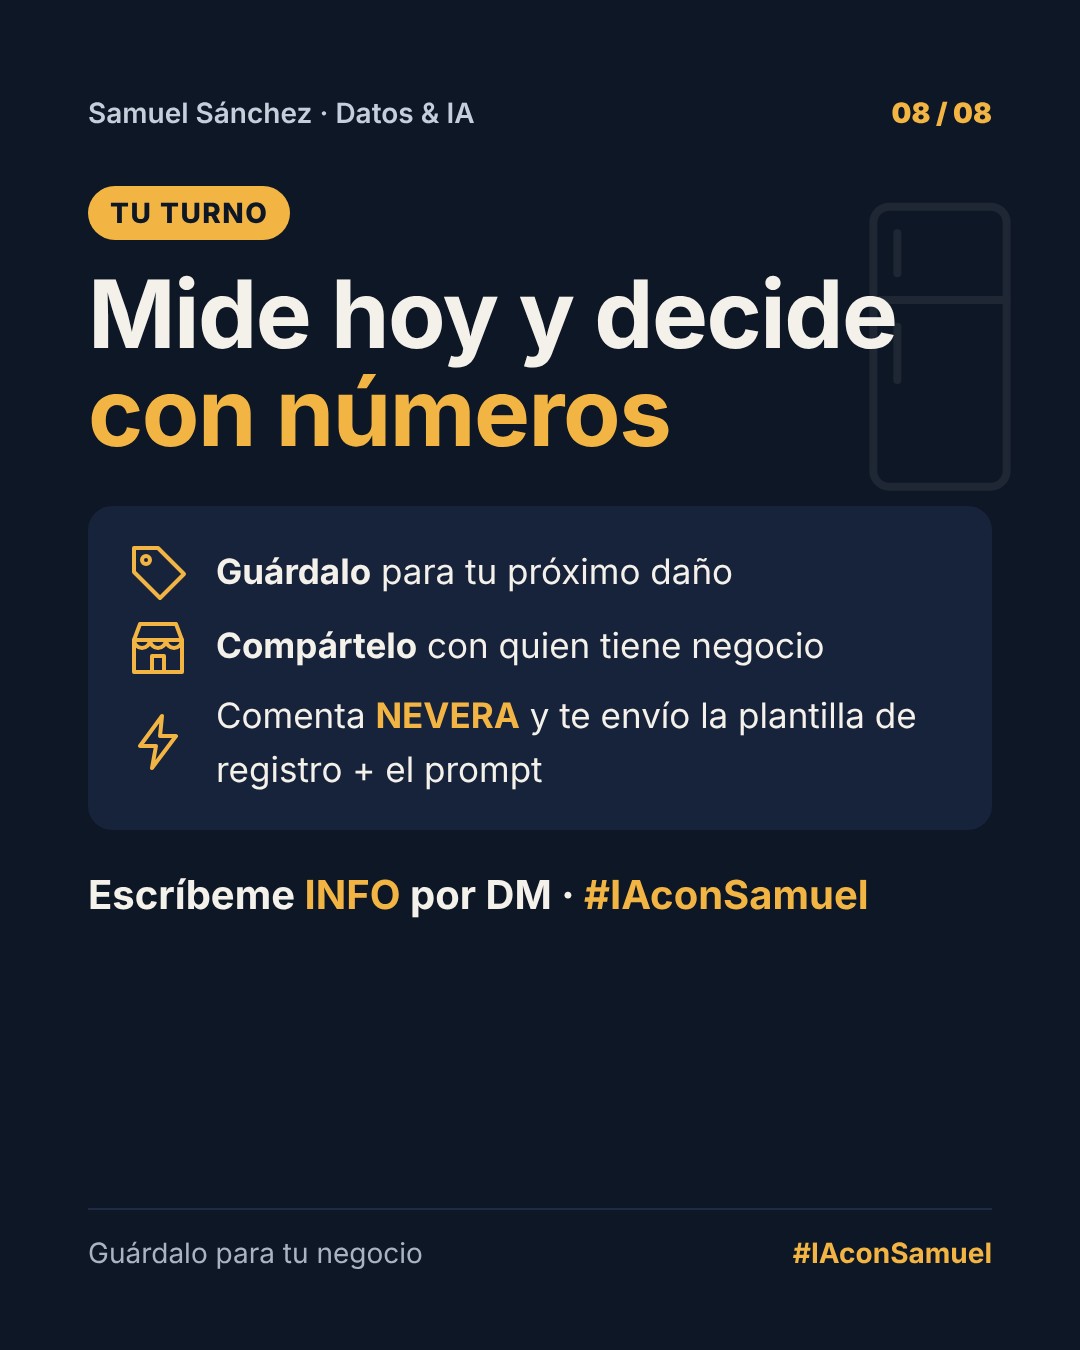 Samuel Sánchez · Datos & IA
08 / 08
TU TURNO
Mide hoy y decide
con números
Guárdalo para tu próximo daño
Compártelo con quien tiene negocio
Comenta NEVERA y te envío la plantilla de
registro + el prompt
Escríbeme INFO por DM · #IAconSamuel
Guárdalo para tu negocio
#IAconSamuel